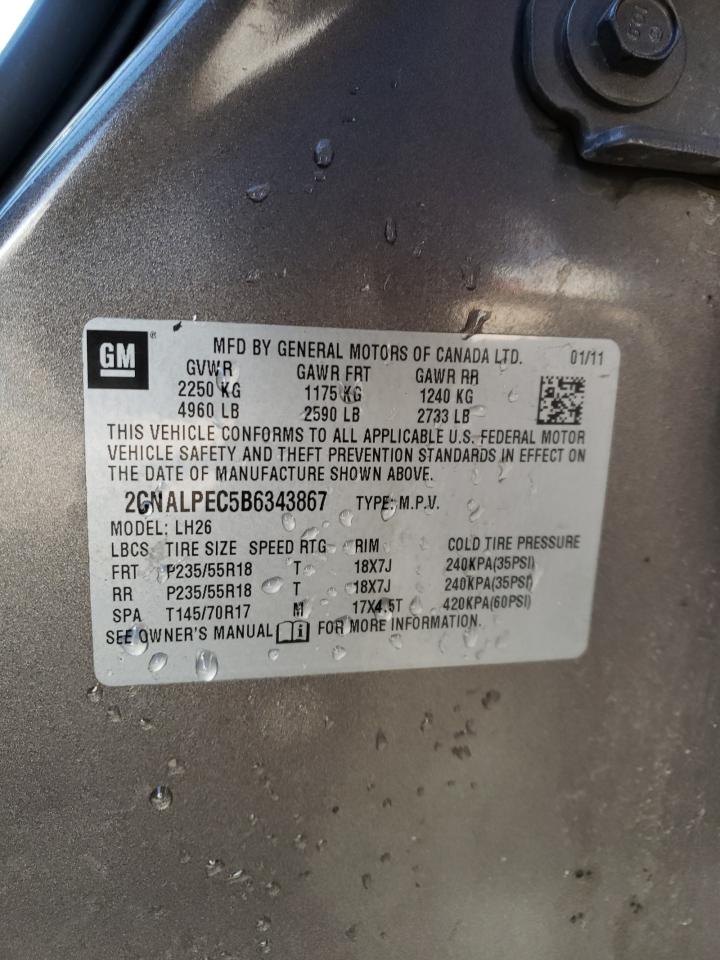 10.9
GM®
MFD BY GENERAL MOTORS OF CANADA LTD. 01/11
GVWR GAWR FRT GAWR RR
2250 KG 1175 KG 1240 KG
4960 LB 2590 LB 2733 LB
THIS VEHICLE CONFORMS TO ALL APPLICABLE U.S. FEDERAL MOTOR
VEHICLE SAFETY AND THEFT PREVENTION STANDARDS IN EFFECT ON
THE DATE OF MANUFACTURE SHOWN ABOVE.
2GNALPEC5B6343867 TYPE: M.P.V.
MODEL: LH26
LBCS TIRE SIZE SPEED RTG RIM COLD TIRE PRESSURE
FRT P235/55R18 T 18X7J 240KPA(35PSI)
RR P235/55R18 T 18X7J 240KPA(35PSI)
SPA T145/70R17 M 17X4.5T 420KPA(60PSI)
SEE OWNER'S MANUAL i FOR MORE INFORMATION.